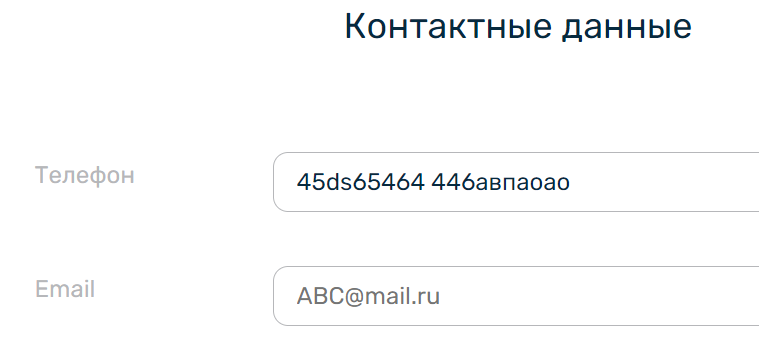 Контактные данные
Телефон
45ds65464 446авпаоао
Email
ABC@mail.ru